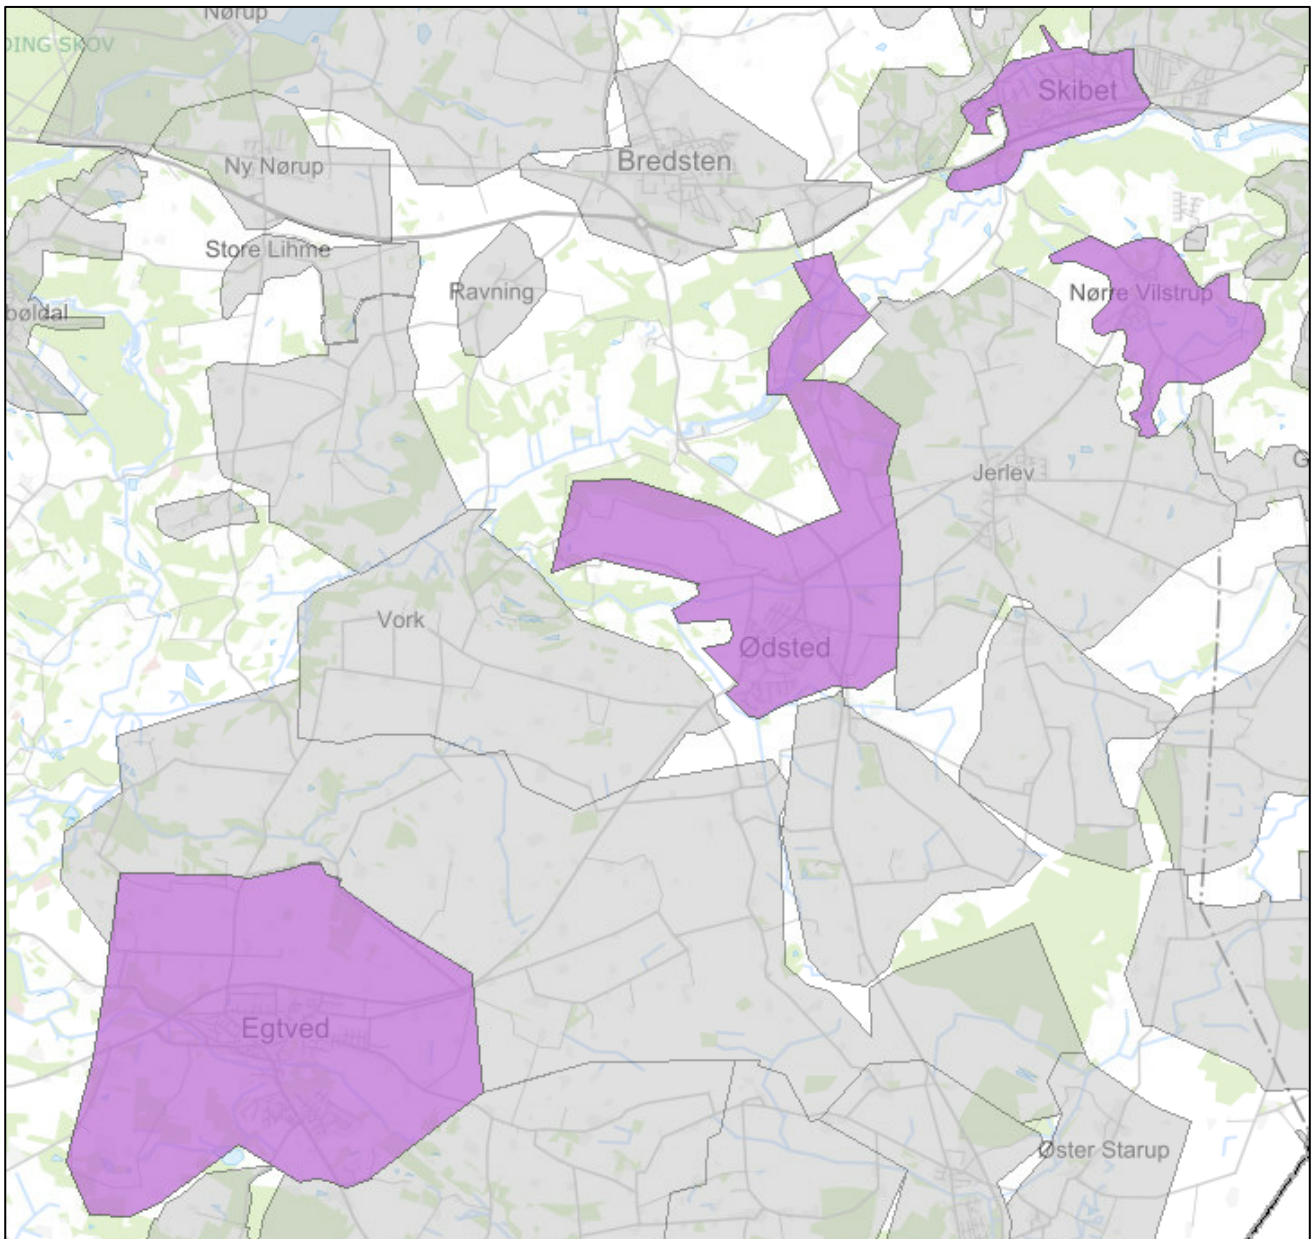 Nørup
DING SKOV
Skibet
Bredsten
Ny Nørup
Store Lihme
Ravning
Nørre Vilstrup
bøldal
Jerlev
G
Vork
Ødsted
Egtved
Øster Starup